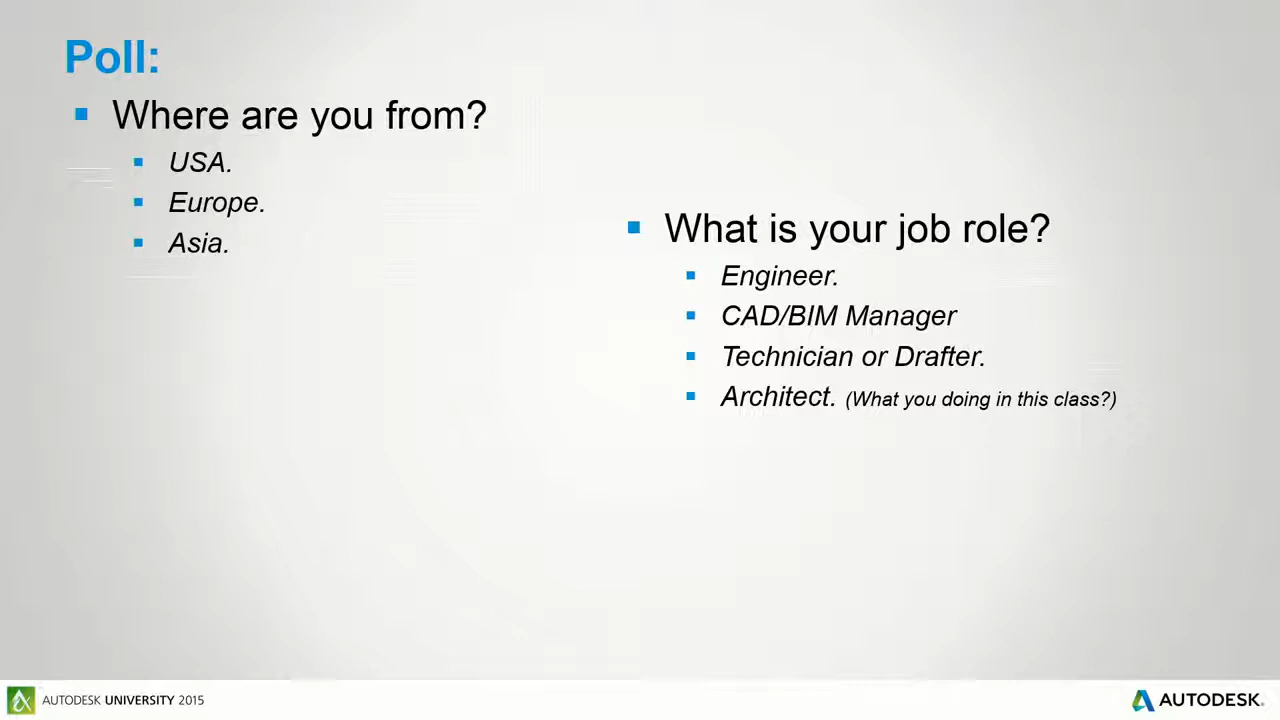 Poll:
Where are you from?
USA.
Europe.
Asia.
What is your job role?
Engineer.
CAD/BIM Manager
Technician or Drafter.
Architect. (What you doing in this class?)
AUTODESK UNIVERSITY 2015
AUTODESK.